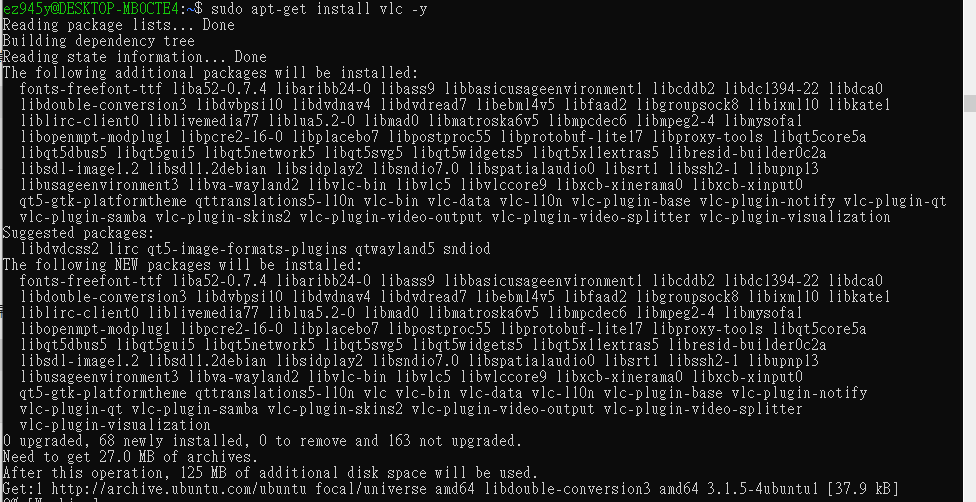 ez945y@DESKTOP-MBOCTE4:~$ sudo apt-get install vlc -y
Reading package lists... Done
Building dependency tree
Reading state information... Done
The following additional packages will be installed:
  fonts-freefont-ttf liba52-0.7.4 libaribb24-0 libass9 libbasicusageenvironment1 libcddb2 libdc1394-22 libdca0
  libdouble-conversion3 libdvbpsi10 libdvdnav4 libdvdread7 libebml4v5 libfaad2 libgroupsock8 libixml10 libkate1
  liblirc-client0 liblivemedia77 liblua5.2-0 libmad0 libmatroska6v5 libmpcdec6 libmpeg2-4 libmysofa1
  libopenmpt-modplug1 libpcre2-16-0 libplacebo7 libpostproc55 libprotobuf-lite17 libproxy-tools libqt5core5a
  libqt5dbus5 libqt5gui5 libqt5network5 libqt5svg5 libqt5widgets5 libqt5x11extras5 libresid-builder0c2a
  libsdl-image1.2 libsdl1.2debian libsidplay2 libsndio7.0 libspatialaudio0 libsrt1 libssh2-1 libupnp13
  libusageenvironment3 libva-wayland2 libvlc-bin libvlc5 libvlccore9 libxcb-xinerama0 libxcb-xinput0
  qt5-gtk-platformtheme qttranslations5-l10n vlc-bin vlc-data vlc-l10n vlc-plugin-base vlc-plugin-notify vlc-plugin-qt
  vlc-plugin-samba vlc-plugin-skins2 vlc-plugin-video-output vlc-plugin-video-splitter vlc-plugin-visualization
Suggested packages:
  libdvdcss2 lirc qt5-image-formats-plugins qtwayland5 sndiod
The following NEW packages will be installed:
  fonts-freefont-ttf liba52-0.7.4 libaribb24-0 libass9 libbasicusageenvironment1 libcddb2 libdc1394-22 libdca0
  libdouble-conversion3 libdvbpsi10 libdvdnav4 libdvdread7 libebml4v5 libfaad2 libgroupsock8 libixml10 libkate1
  liblirc-client0 liblivemedia77 liblua5.2-0 libmad0 libmatroska6v5 libmpcdec6 libmpeg2-4 libmysofa1
  libopenmpt-modplug1 libpcre2-16-0 libplacebo7 libpostproc55 libprotobuf-lite17 libproxy-tools libqt5core5a
  libqt5dbus5 libqt5gui5 libqt5network5 libqt5svg5 libqt5widgets5 libqt5x11extras5 libresid-builder0c2a
  libsdl-image1.2 libsdl1.2debian libsidplay2 libsndio7.0 libspatialaudio0 libsrt1 libssh2-1 libupnp13
  libusageenvironment3 libva-wayland2 libvlc-bin libvlc5 libvlccore9 libxcb-xinerama0 libxcb-xinput0
  qt5-gtk-platformtheme qttranslations5-l10n vlc vlc-bin vlc-data vlc-l10n vlc-plugin-base vlc-plugin-notify
  vlc-plugin-qt vlc-plugin-samba vlc-plugin-skins2 vlc-plugin-video-output vlc-plugin-video-splitter
  vlc-plugin-visualization
0 upgraded, 68 newly installed, 0 to remove and 163 not upgraded.
Need to get 27.0 MB of archives.
After this operation, 125 MB of additional disk space will be used.
Get:1 http://archive.ubuntu.com/ubuntu focal/universe amd64 libdouble-conversion3 amd64 3.1.5-4ubuntu1 [37.9 kB]